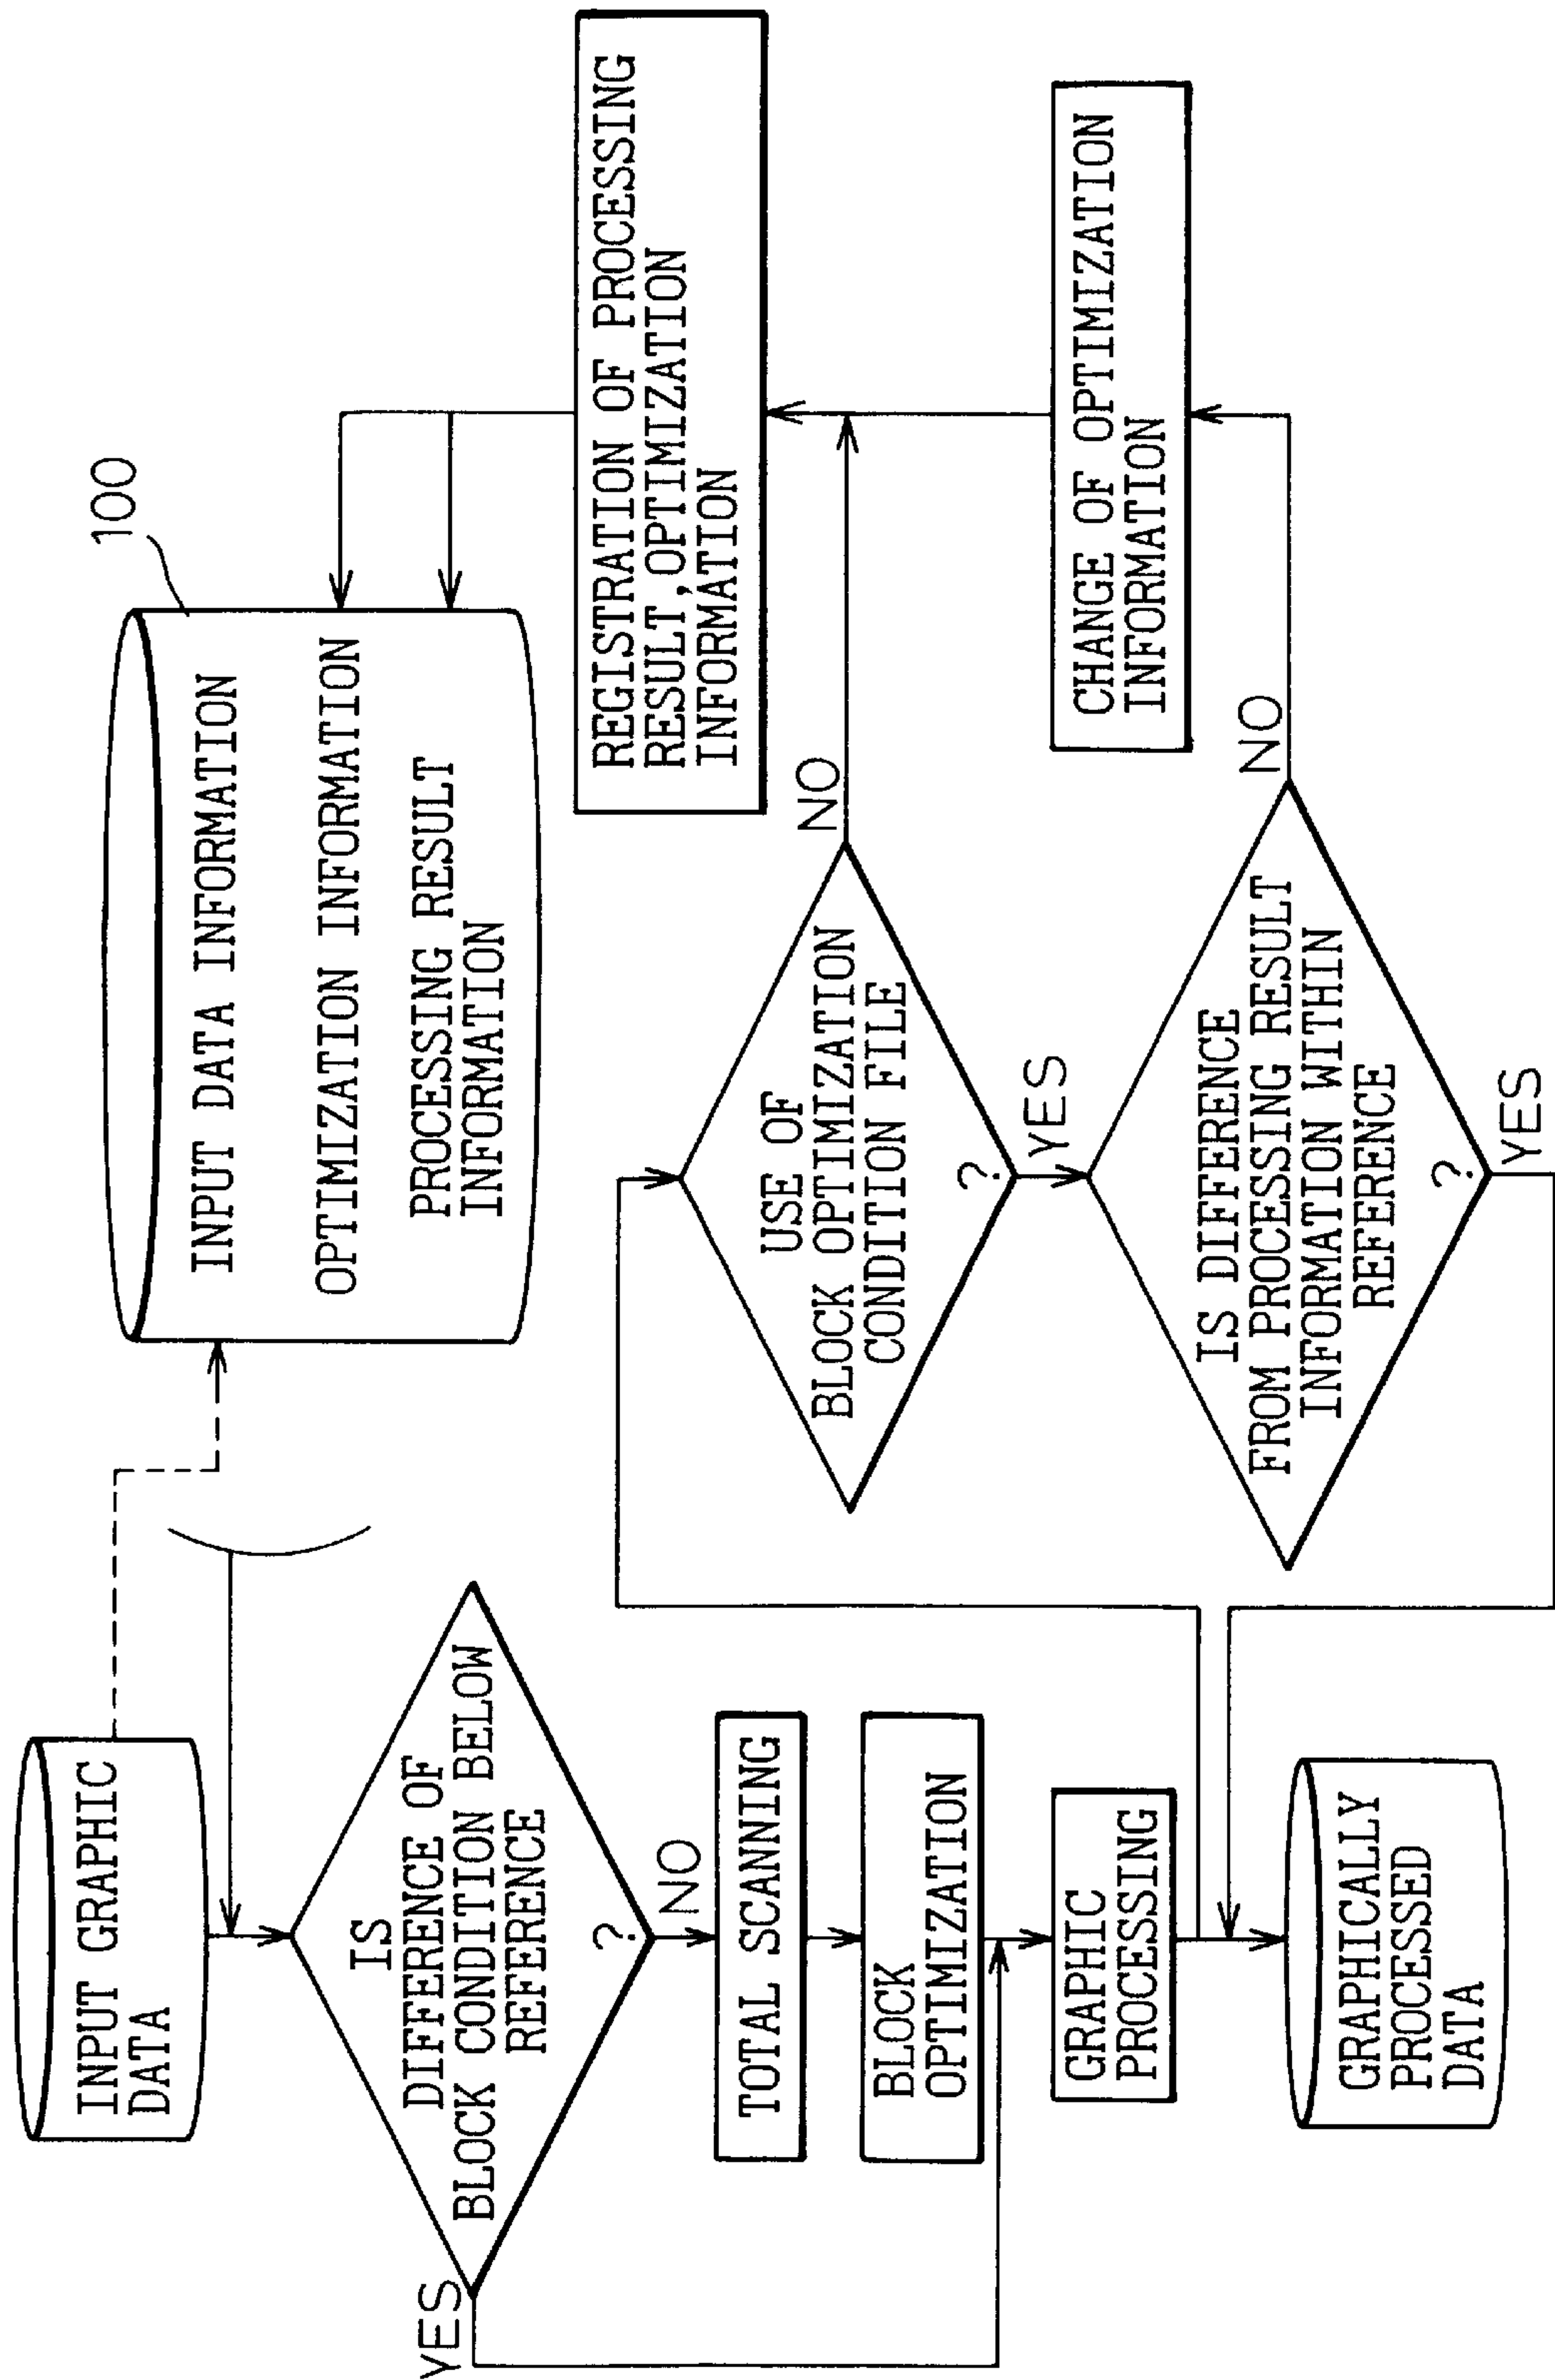 INPUT GRAPHIC
DATA
IS
DIFFERENCE OF
BLOCK CONDITION BELOW
REFERENCE
?
YES
NO
TOTAL SCANNING
BLOCK
OPTIMIZATION
GRAPHIC
PROCESSING
GRAPHICALLY
PROCESSED
DATA
100
INPUT DATA INFORMATION
OPTIMIZATION INFORMATION
PROCESSING RESULT
INFORMATION
USE OF
BLOCK OPTIMIZATION
CONDITION FILE
?
NO
YES
IS DIFFERENCE
FROM PROCESSING RESULT
INFORMATION WITHIN
REFERENCE
?
NO
YES
REGISTRATION OF PROCESSING
RESULT,OPTIMIZATION
INFORMATION
CHANGE OF OPTIMIZATION
INFORMATION